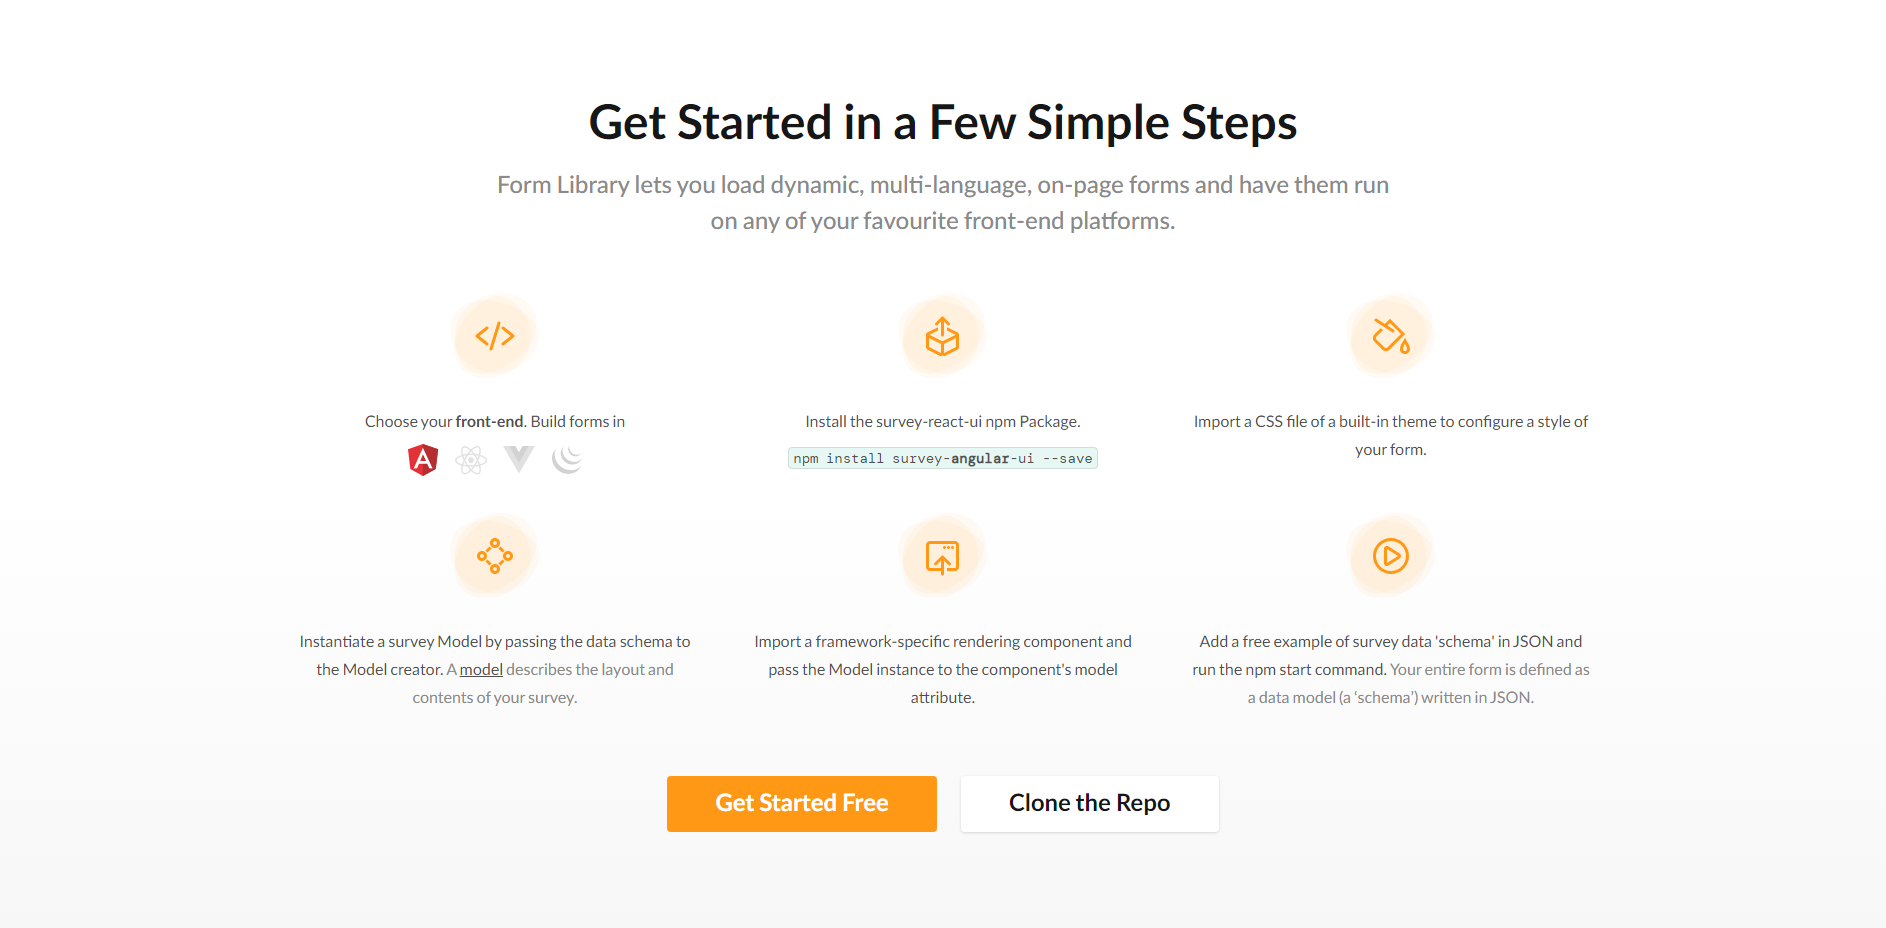 Get Started in a Few Simple Steps
Form Library lets you load dynamic, multi-language, on-page forms and have them run
on any of your favourite front-end platforms.
Choose your front-end. Build forms in
Install the survey-react-ui npm Package.
npm install survey-angular-ui --save
Import a CSS file of a built-in theme to configure a style of
your form.
Instantiate a survey Model by passing the data schema to
the Model creator. A model describes the layout and
contents of your survey.
Import a framework-specific rendering component and
pass the Model instance to the component's model
attribute.
Add a free example of survey data 'schema' in JSON and
run the npm start command. Your entire form is defined as
a data model (a ‘schema’) written in JSON.
Get Started Free
Clone the Repo